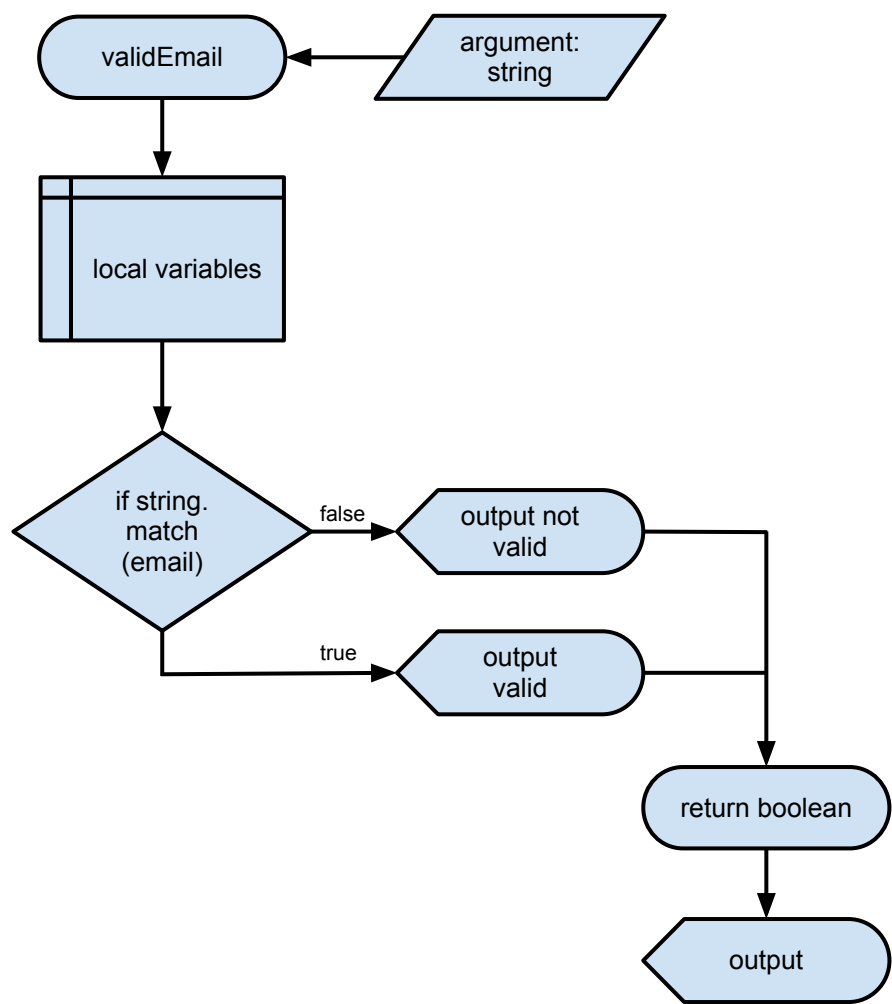 validEmail
argument:
string
local variables
if string.
match
(email)
false
output not
valid
true
output
valid
return boolean
output